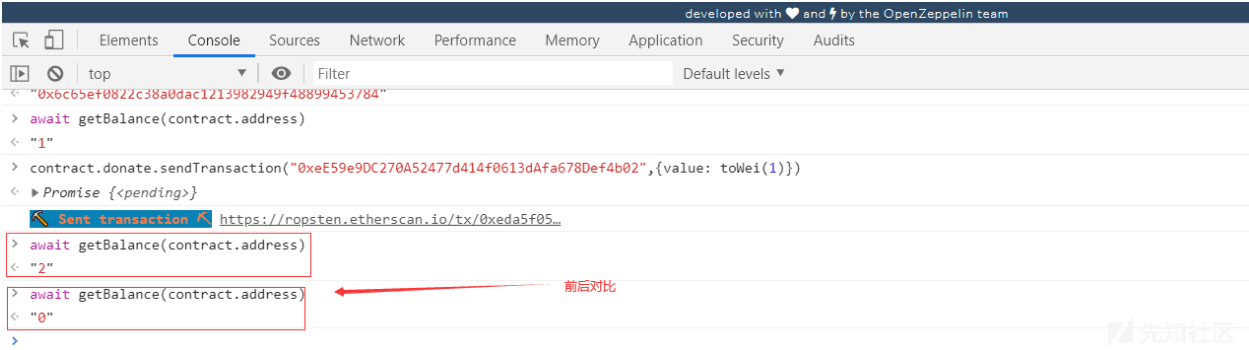 developed with ❤ and ⚡ by the OpenZeppelin team
Elements Console Sources Network Performance Memory Application Security Audits
top ▼ Filter Default levels ▼
"0x6c65ef0822c38a0dac1213982949f48899453784"
> await getBalance(contract.address)
"1"
> contract.donate.sendTransaction("0xeE59e9DC270A52477d414f0613dAfa678Def4b02",{value: toWei(1)})
▶ Promise {<pending>}
⛏ Sent transaction ⛏ https://ropsten.etherscan.io/tx/0xeda5f05…
> await getBalance(contract.address)
"2"
> await getBalance(contract.address) 前后对比
"0"
>
先知社区